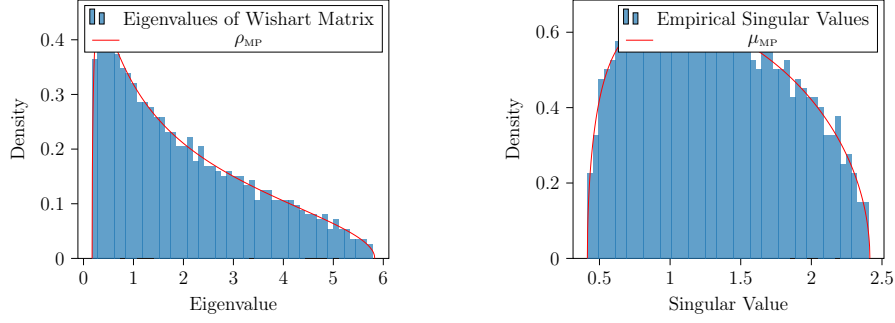 Eigenvalues of Wishart Matrix
ρMP
0.4
0.3
0.2
0.1
0
Density
0 1 2 3 4 5 6
Eigenvalue
Empirical Singular Values
μMP
0.6
0.4
0.2
0
Density
0.5 1 1.5 2 2.5
Singular Value